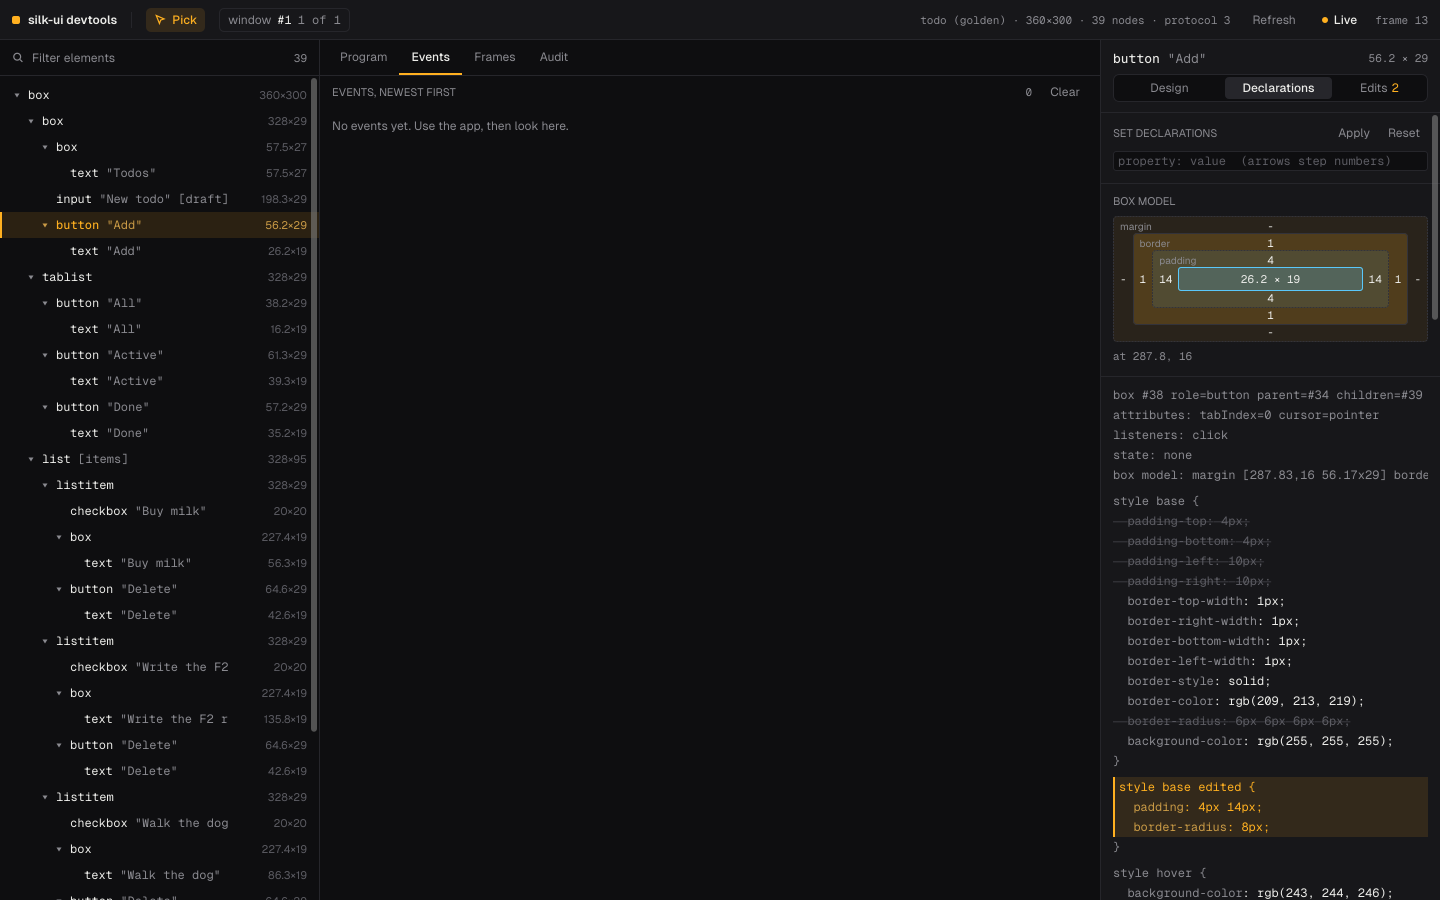 silk-ui devtools
Pick
window #1 1 of 1
todo (golden) · 360×300 · 39 nodes · protocol 3
Refresh
Live
frame 13
Filter elements
39
box 360×300
box 328×29
box 57.5×27
text "Todos" 57.5×27
input "New todo" [draft] 198.3×29
button "Add" 56.2×29
text "Add" 26.2×19
tablist 328×29
button "All" 38.2×29
text "All" 16.2×19
button "Active" 61.3×29
text "Active" 39.3×19
button "Done" 57.2×29
text "Done" 35.2×19
list [items] 328×95
listitem 328×29
checkbox "Buy milk" 20×20
box 227.4×19
text "Buy milk" 56.3×19
button "Delete" 64.6×29
text "Delete" 42.6×19
listitem 328×29
checkbox "Write the F2 20×20
box 227.4×19
text "Write the F2 r 135.8×19
button "Delete" 64.6×29
text "Delete" 42.6×19
listitem 328×29
checkbox "Walk the dog 20×20
box 227.4×19
text "Walk the dog" 86.3×19
button "Delete" 64.6×29
Program
Events
Frames
Audit
EVENTS, NEWEST FIRST
0
Clear
No events yet. Use the app, then look here.
button "Add" 56.2 × 29
Design
Declarations
Edits 2
SET DECLARATIONS
Apply
Reset
property: value (arrows step numbers)
BOX MODEL
margin -
border 1
padding 4
- 1 14 26.2 × 19 14 1 -
4
1
-
at 287.8, 16
box #38 role=button parent=#34 children=#39
attributes: tabIndex=0 cursor=pointer
listeners: click
state: none
box model: margin [287.83,16 56.17x29] borde
style base {
padding-top: 4px;
padding-bottom: 4px;
padding-left: 10px;
padding-right: 10px;
border-top-width: 1px;
border-right-width: 1px;
border-bottom-width: 1px;
border-left-width: 1px;
border-style: solid;
border-color: rgb(209, 213, 219);
border-radius: 6px 6px 6px 6px;
background-color: rgb(255, 255, 255);
}
style base edited {
padding: 4px 14px;
border-radius: 8px;
}
style hover {
background-color: rgb(243, 244, 246);